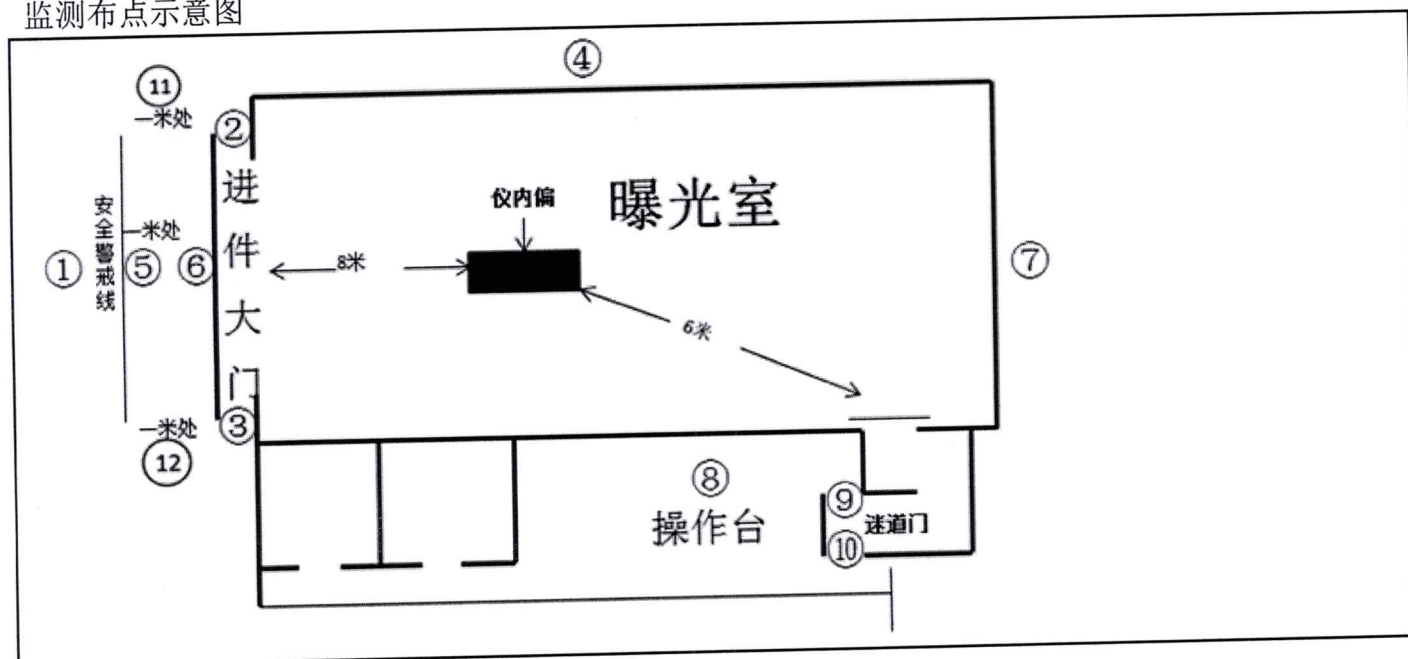 监测布点示意图
④
⑪
一米处
②
进件大门
仪内偏
曝光室
安全警戒线
一米处
①
⑤
⑥
8米
⑦
6米
③
一米处
⑫
⑧
操作台
⑨
迷道门
⑩